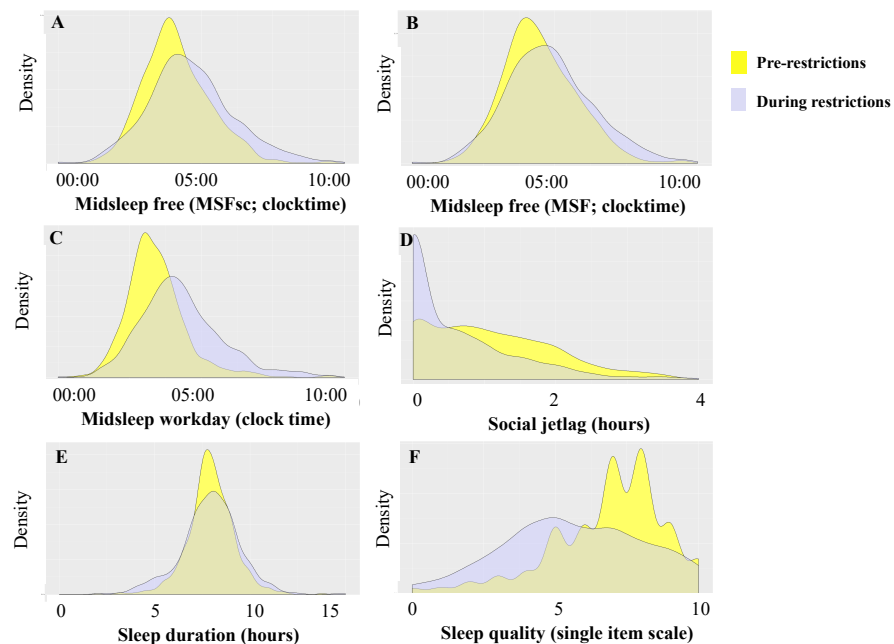 A
B
Pre-restrictions
During restrictions
Density
Density
00:00 05:00 10:00
00:00 05:00 10:00
Midsleep free (MSFsc; clocktime)
Midsleep free (MSF; clocktime)
C
D
Density
Density
00:00 05:00 10:00
0 2 4
Midsleep workday (clock time)
Social jetlag (hours)
E
F
Density
Density
0 5 10 15
0 5 10
Sleep duration (hours)
Sleep quality (single item scale)